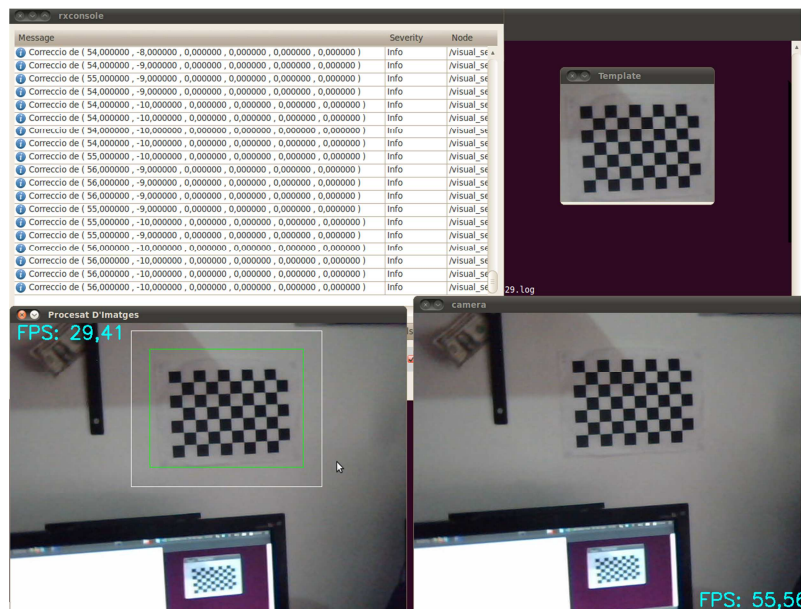 rxconsole
Message Severity Node
Correccio de ( 54,000000 , -8,000000 , 0,000000 , 0,000000 , 0,000000 , 0,000000 ) Info /visual_se
Correccio de ( 54,000000 , -9,000000 , 0,000000 , 0,000000 , 0,000000 , 0,000000 ) Info /visual_se
Correccio de ( 55,000000 , -9,000000 , 0,000000 , 0,000000 , 0,000000 , 0,000000 ) Info /visual_se
Correccio de ( 54,000000 , -9,000000 , 0,000000 , 0,000000 , 0,000000 , 0,000000 ) Info /visual_se
Correccio de ( 54,000000 , -10,000000 , 0,000000 , 0,000000 , 0,000000 , 0,000000 ) Info /visual_se
Correccio de ( 54,000000 , -10,000000 , 0,000000 , 0,000000 , 0,000000 , 0,000000 ) Info /visual_se
Correccio de ( 54,000000 , -10,000000 , 0,000000 , 0,000000 , 0,000000 , 0,000000 ) Info /visual_se
Correccio de ( 54,000000 , -10,000000 , 0,000000 , 0,000000 , 0,000000 , 0,000000 ) Info /visual_se
Correccio de ( 55,000000 , -10,000000 , 0,000000 , 0,000000 , 0,000000 , 0,000000 ) Info /visual_se
Correccio de ( 56,000000 , -9,000000 , 0,000000 , 0,000000 , 0,000000 , 0,000000 ) Info /visual_se
Correccio de ( 56,000000 , -9,000000 , 0,000000 , 0,000000 , 0,000000 , 0,000000 ) Info /visual_se
Correccio de ( 56,000000 , -9,000000 , 0,000000 , 0,000000 , 0,000000 , 0,000000 ) Info /visual_se
Correccio de ( 55,000000 , -9,000000 , 0,000000 , 0,000000 , 0,000000 , 0,000000 ) Info /visual_se
Correccio de ( 55,000000 , -10,000000 , 0,000000 , 0,000000 , 0,000000 , 0,000000 ) Info /visual_se
Correccio de ( 55,000000 , -9,000000 , 0,000000 , 0,000000 , 0,000000 , 0,000000 ) Info /visual_se
Correccio de ( 56,000000 , -10,000000 , 0,000000 , 0,000000 , 0,000000 , 0,000000 ) Info /visual_se
Correccio de ( 56,000000 , -10,000000 , 0,000000 , 0,000000 , 0,000000 , 0,000000 ) Info /visual_se
Correccio de ( 56,000000 , -10,000000 , 0,000000 , 0,000000 , 0,000000 , 0,000000 ) Info /visual_se
Correccio de ( 56,000000 , -10,000000 , 0,000000 , 0,000000 , 0,000000 , 0,000000 ) Info /visual_se
Template
29.log
Procesat D'Imatges
FPS: 29,41
camera
FPS: 55,56